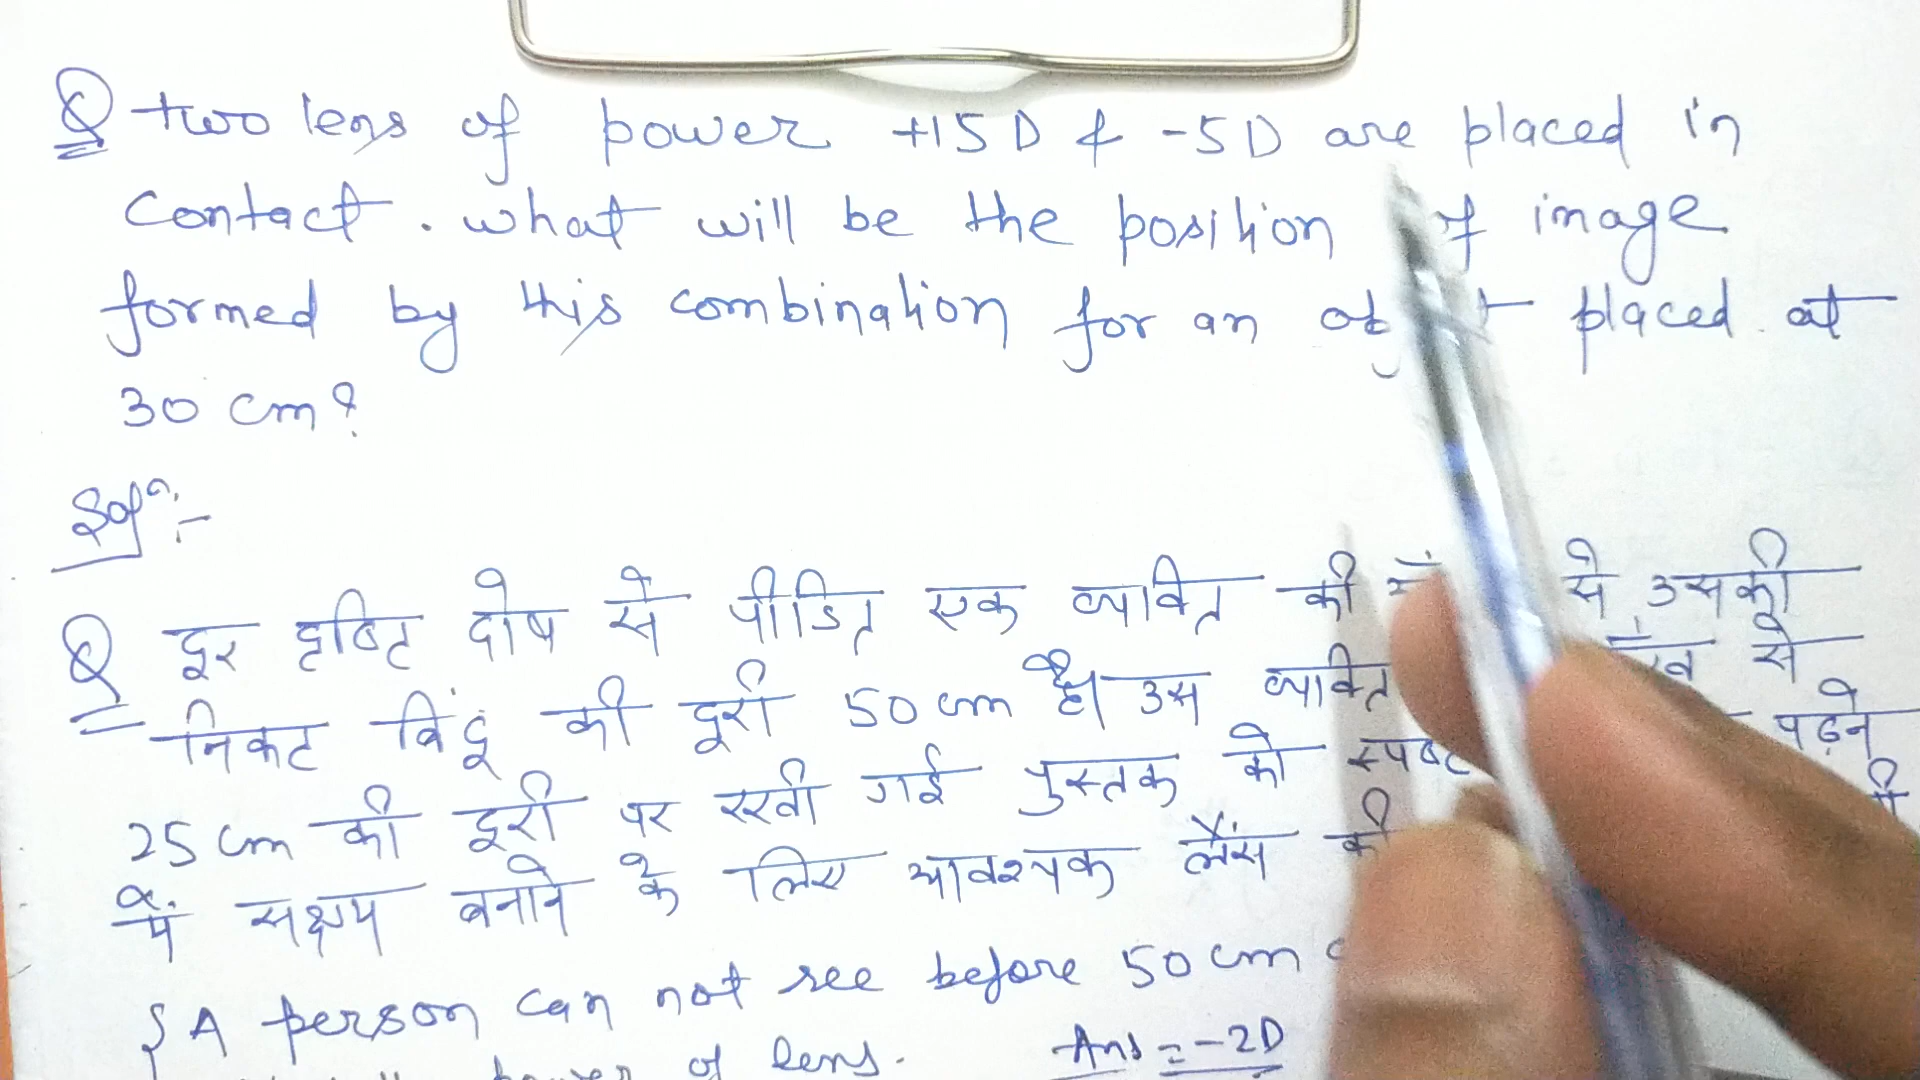 Q two lens of power +15D & -5D are placed in
contact. what will be the position of image
formed by this combination for an placed at
30 cm?
Solⁿ:-
Q दूर दृष्टि दोष से पीडित एक व्यक्ति की से उसकी
निकट बिंदू की दूरी 50 cm है। उस व्यक्ति से
25 cm की दूरी पर रखी गई पुस्तक को स्पष्ट पढ़ने
में सक्षम बनाने के लिए आवश्यक लैंस की
{ A person can not see before 50 cm
power of lens. Ans = -2D